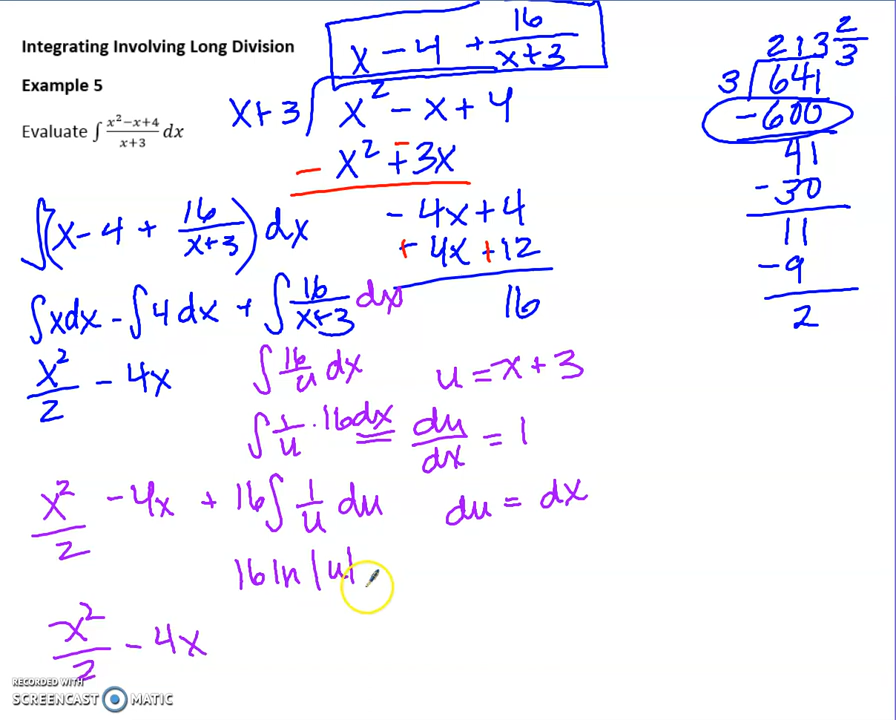 Integrating Involving Long Division
Example 5
Evaluate ∫ (x²−x+4)/(x+3) dx
x − 4 + 16/(x+3)
x+3 ) x² − x + 4
− x² ∓ 3x
− 4x + 4
+ 4x + 12
16
∫(x − 4 + 16/(x+3)) dx
∫xdx − ∫4dx + ∫ 16/(x+3) dx
x²/2 − 4x
∫ 16/u dx
u = x + 3
∫ 1/u · 16dx
du/dx = 1
x²/2 − 4x + 16∫ 1/u du
du = dx
16 ln |u|
x²/2 − 4x
213 2/3
3 ) 641
− 600
41
− 30
11
− 9
2
RECORDED WITH
SCREENCAST MATIC